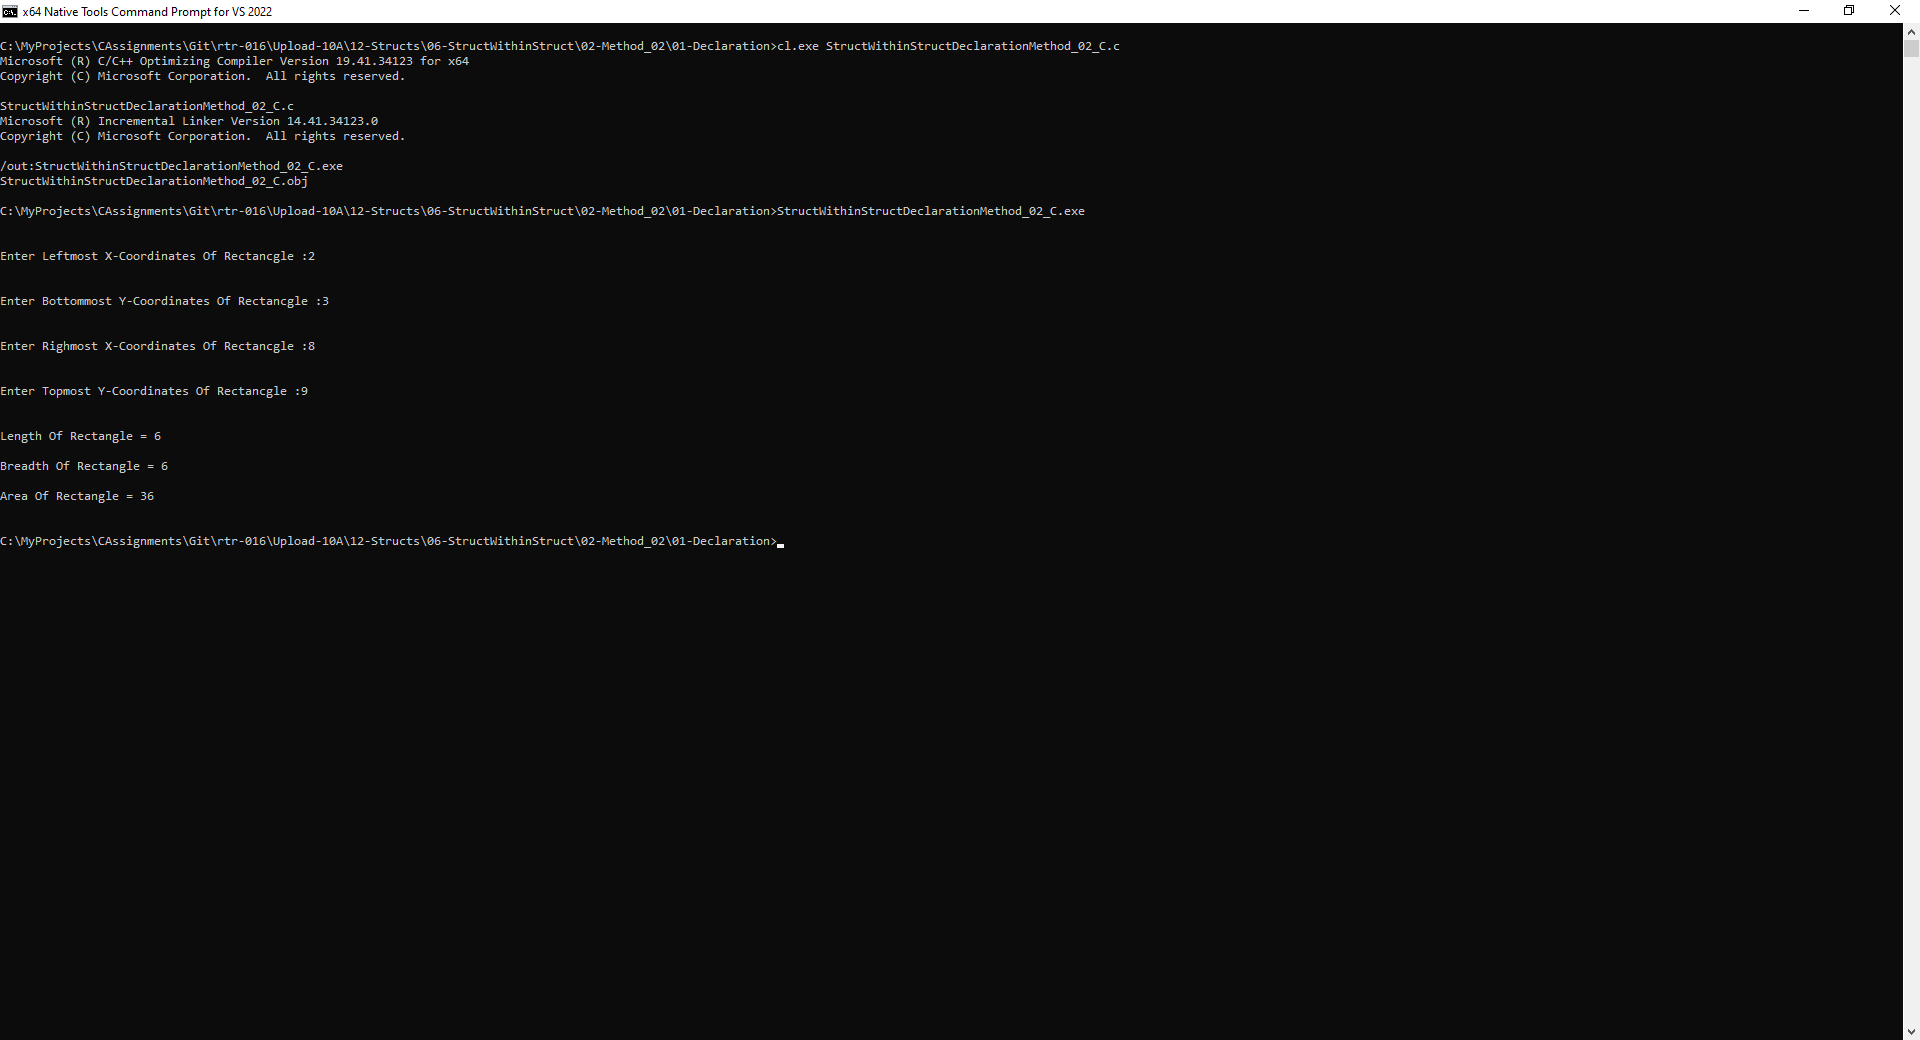 x64 Native Tools Command Prompt for VS 2022
C:\MyProjects\CAssignments\Git\rtr-016\Upload-10A\12-Structs\06-StructWithinStruct\02-Method_02\01-Declaration>cl.exe StructWithinStructDeclarationMethod_02_C.c
Microsoft (R) C/C++ Optimizing Compiler Version 19.41.34123 for x64
Copyright (C) Microsoft Corporation.  All rights reserved.
StructWithinStructDeclarationMethod_02_C.c
Microsoft (R) Incremental Linker Version 14.41.34123.0
Copyright (C) Microsoft Corporation.  All rights reserved.
/out:StructWithinStructDeclarationMethod_02_C.exe
StructWithinStructDeclarationMethod_02_C.obj
C:\MyProjects\CAssignments\Git\rtr-016\Upload-10A\12-Structs\06-StructWithinStruct\02-Method_02\01-Declaration>StructWithinStructDeclarationMethod_02_C.exe
Enter Leftmost X-Coordinates Of Rectancgle :2
Enter Bottommost Y-Coordinates Of Rectancgle :3
Enter Righmost X-Coordinates Of Rectancgle :8
Enter Topmost Y-Coordinates Of Rectancgle :9
Length Of Rectangle = 6
Breadth Of Rectangle = 6
Area Of Rectangle = 36
C:\MyProjects\CAssignments\Git\rtr-016\Upload-10A\12-Structs\06-StructWithinStruct\02-Method_02\01-Declaration>